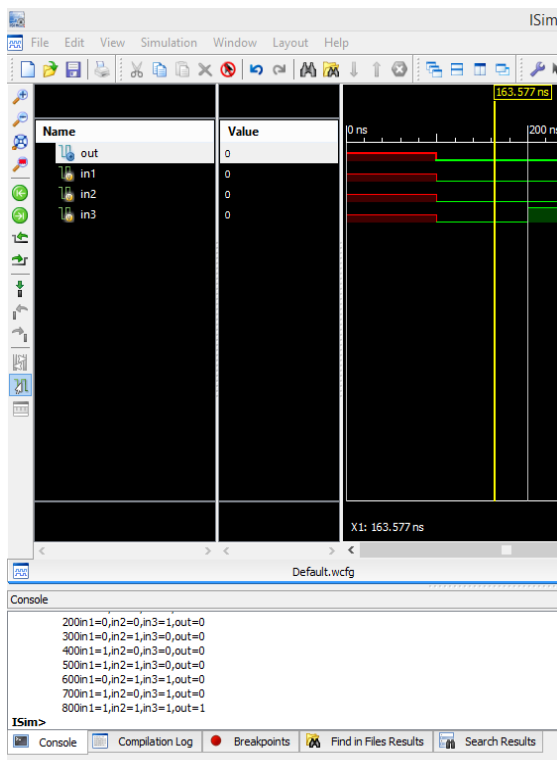 ISim
File Edit View Simulation Window Layout Help
163.577 ns
Name Value
0 ns 200 ns
out 0
in1 0
in2 0
in3 0
X1: 163.577 ns
Default.wcfg
Console
200in1=0,in2=0,in3=1,out=0
300in1=0,in2=1,in3=0,out=0
400in1=1,in2=0,in3=0,out=0
500in1=1,in2=1,in3=0,out=0
600in1=0,in2=1,in3=0,out=0
700in1=1,in2=0,in3=1,out=0
800in1=1,in2=1,in3=1,out=1
ISim>
Console Compilation Log Breakpoints Find in Files Results Search Results